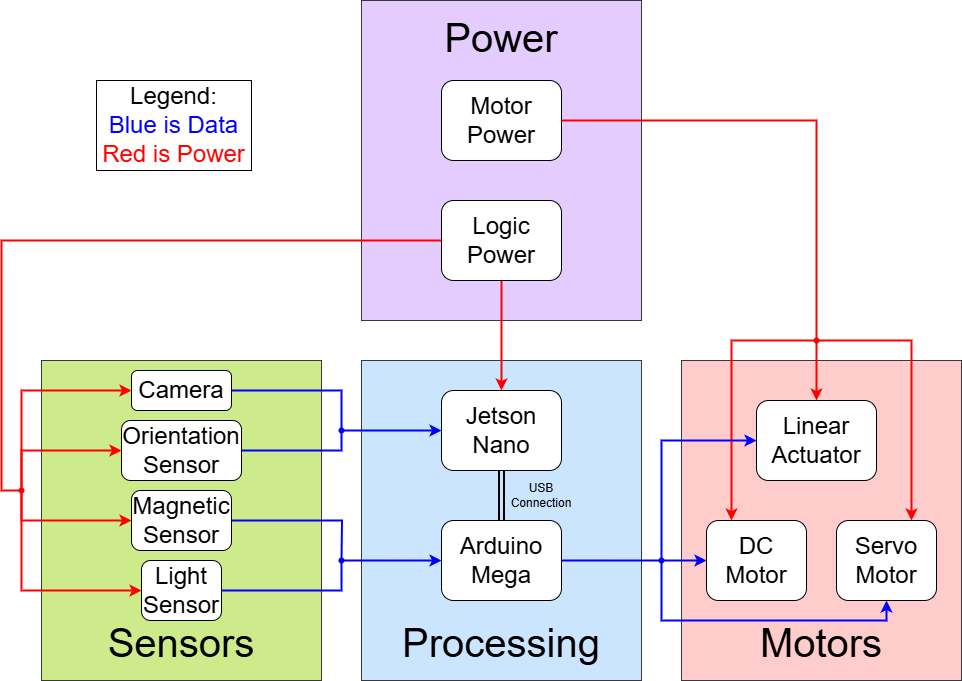 Power
Legend:
Blue is Data
Red is Power
Motor
Power
Logic
Power
Camera
Orientation
Sensor
Magnetic
Sensor
Light
Sensor
Sensors
Jetson
Nano
USB
Connection
Arduino
Mega
Processing
Linear
Actuator
DC
Motor
Servo
Motor
Motors